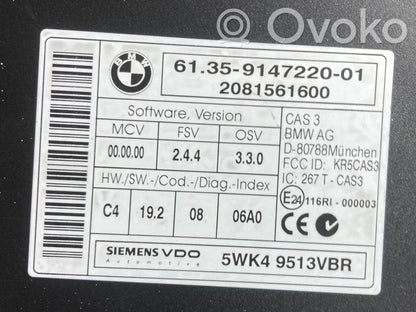 Ovoko
BMW
61.35-9147220-01
2081561600
Software, Version
MCV FSV OSV
00.00.00 2.4.4 3.3.0
HW./SW.-/Cod.-/Diag.-Index
C4 19.2 08 06A0
CAS 3
BMW AG
D-80788München
FCC ID: KR5CAS3
IC: 267 T - CAS3
E24 116RI - 000003
CE
SIEMENS VDO
Automotive
5WK4 9513VBR